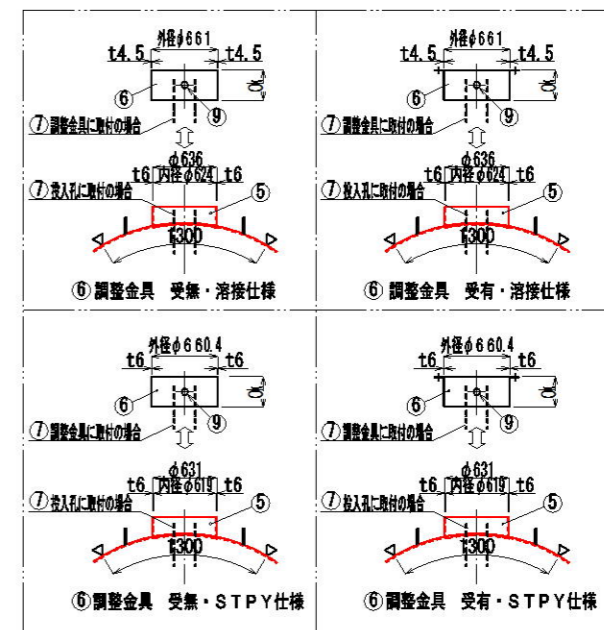 外径φ661
t4.5 t4.5
⑥ ⑨ 〇K
⑦調整金具に取付の場合
φ636
t6 内径φ624 t6
⑦投入孔に取付の場合 ⑤
1300
⑥調整金具 受無・溶接仕様
外径φ661
t4.5 t4.5
⑥ ⑨ 〇K
⑦調整金具に取付の場合
φ636
t6 内径φ624 t6
⑦投入孔に取付の場合 ⑤
1300
⑥調整金具 受有・溶接仕様
外径φ660.4
t6 t6
⑥ ⑨ 〇K
⑦調整金具に取付の場合
φ631
t6 内径φ619 t6
⑦投入孔に取付の場合 ⑤
1300
⑥調整金具 受無・STPY仕様
外径φ660.4
t6 t6
⑥ ⑨ 〇K
⑦調整金具に取付の場合
φ631
t6 内径φ619 t6
⑦投入孔に取付の場合 ⑤
1300
⑥調整金具 受有・STPY仕様